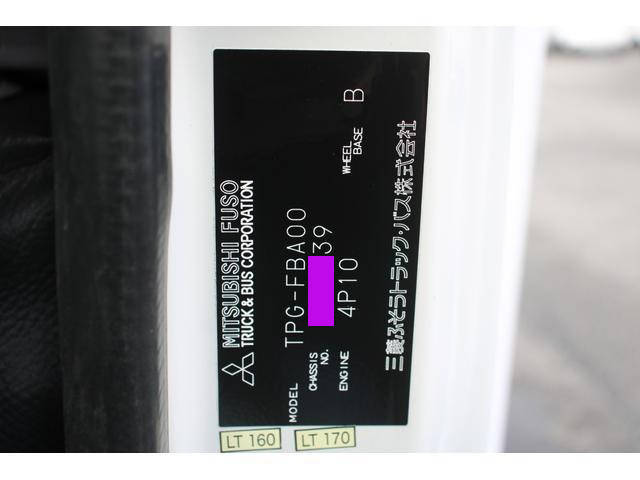 MITSUBISHI FUSO
TRUCK & BUS CORPORATION
MODEL TPG-FBA00
CHASSIS NO. 39
ENGINE 4P10
WHEEL BASE B
三菱ふそうトラック・バス株式会社
LT 160
LT 170